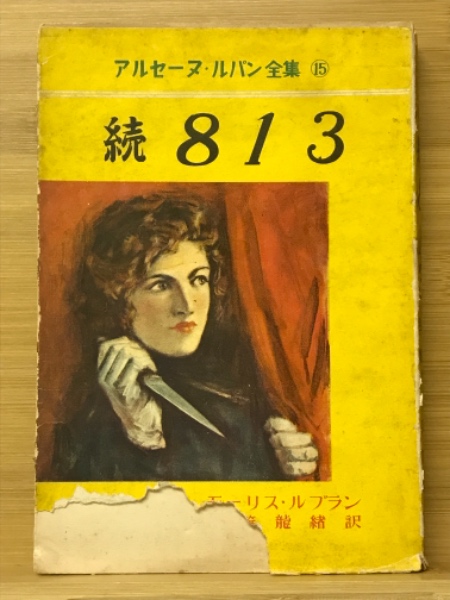 アルセーヌ・ルパン全集 ⑮
続 813
モーリス・ルブラン
龍緒訳